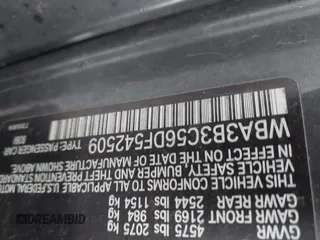 GVWR 4575 lbs 2075 kg
GAWR FRONT 2169 lbs 984 kg
GAWR REAR 2544 lbs 1154 kg
THIS VEHICLE CONFORMS TO ALL APPLICABLE U.S. FEDERAL MOTOR
VEHICLE SAFETY, BUMPER, AND THEFT PREVENTION
STANDARDS IN EFFECT ON THE DATE OF MANUFACTURE SHOWN ABOVE.
WBA3B3C56DF542509
TYPE: PASSENGER CAR
DREAMBID